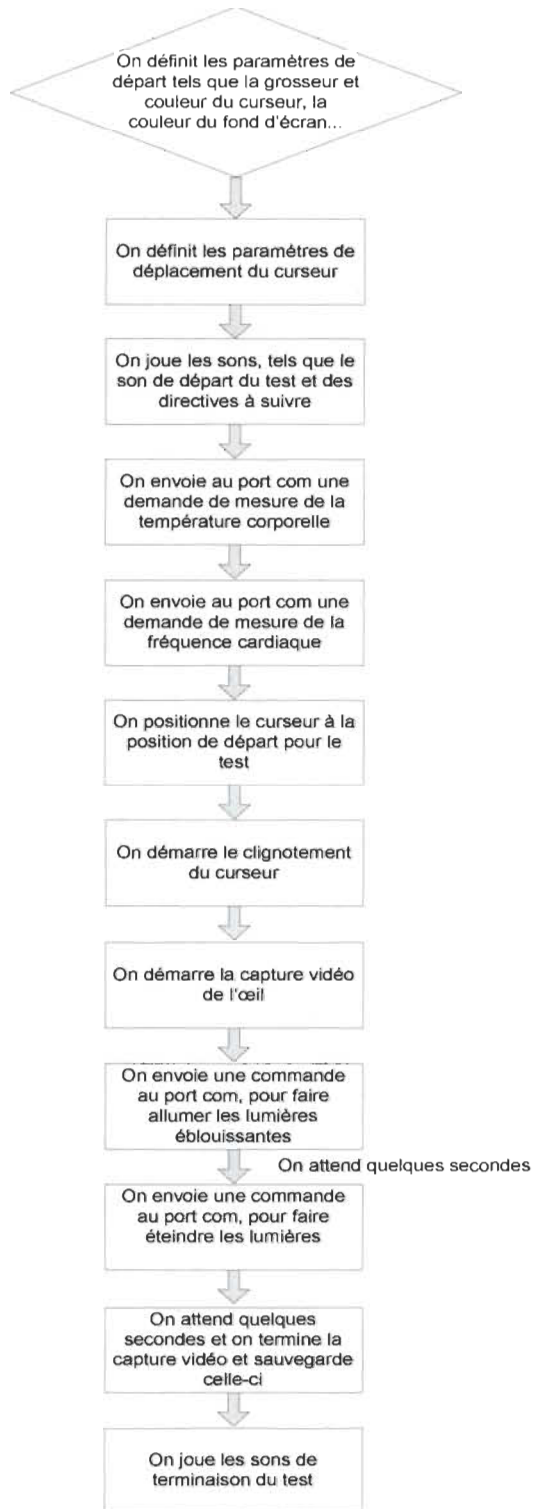 On définit les paramètres de
départ tels que la grosseur et
couleur du curseur, la
couleur du fond d'écran...
On définit les paramètres de
déplacement du curseur
On joue les sons, tels que le
son de départ du test et des
directives à suivre
On envoie au port com une
demande de mesure de la
température corporelle
On envoie au port com une
demande de mesure de la
fréquence cardiaque
On positionne le curseur à la
position de départ pour le
test
On démarre le clignotement
du curseur
On démarre la capture vidéo
de l'œil
On envoie une commande
au port com, pour faire
allumer les lumières
éblouissantes
On attend quelques secondes
On envoie une commande
au port com, pour faire
éteindre les lumières
On attend quelques
secondes et on termine la
capture vidéo et sauvegarde
celle-ci
On joue les sons de
terminaison du test